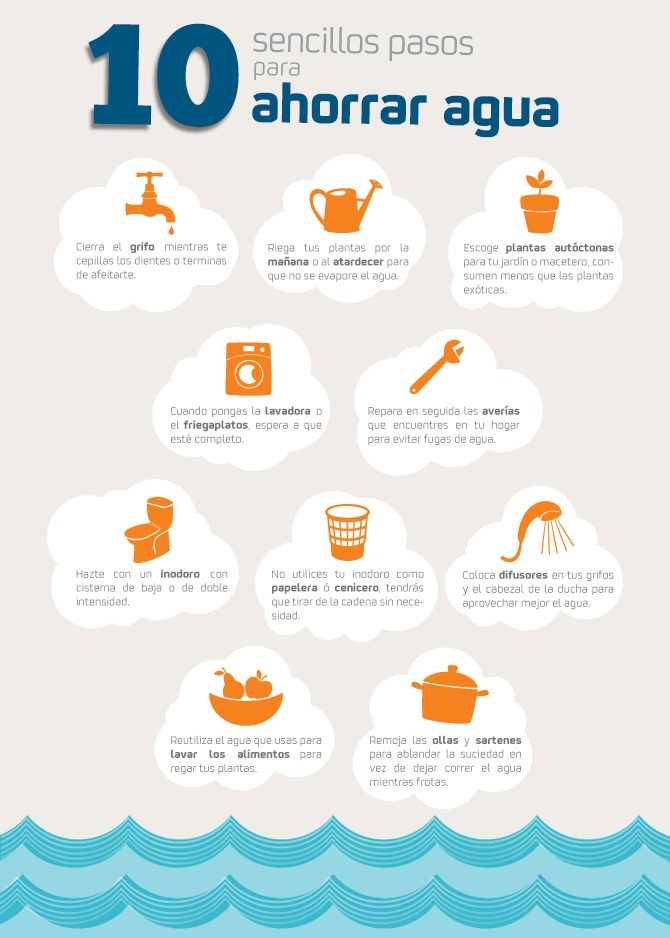 10
sencillos pasos
para
ahorrar agua
Cierra el grifo mientras te
cepillas los dientes o terminas
de afeitarte.
Riega tus plantas por la
mañana o al atardecer para
que no se evapore el agua.
Escoge plantas autóctonas
para tu jardín o macetero, con-
sumen menos que las plantas
exóticas.
Cuando pongas la lavadora o
el friegaplatos, espera a que
esté completo.
Repara en seguida las averías
que encuentres en tu hogar
para evitar fugas de agua.
Hazte con un inodoro con
cisterna de baja o de doble
intensidad.
No utilices tu inodoro como
papelera ó cenicero, tendrás
que tirar de la cadena sin nece-
sidad.
Coloca difusores en tus grifos
y el cabezal de la ducha para
aprovechar mejor el agua.
Reutiliza el agua que usas para
lavar los alimentos para
regar tus plantas.
Remoja las ollas y sartenes
para ablandar la suciedad en
vez de dejar correr el agua
mientras frotas.